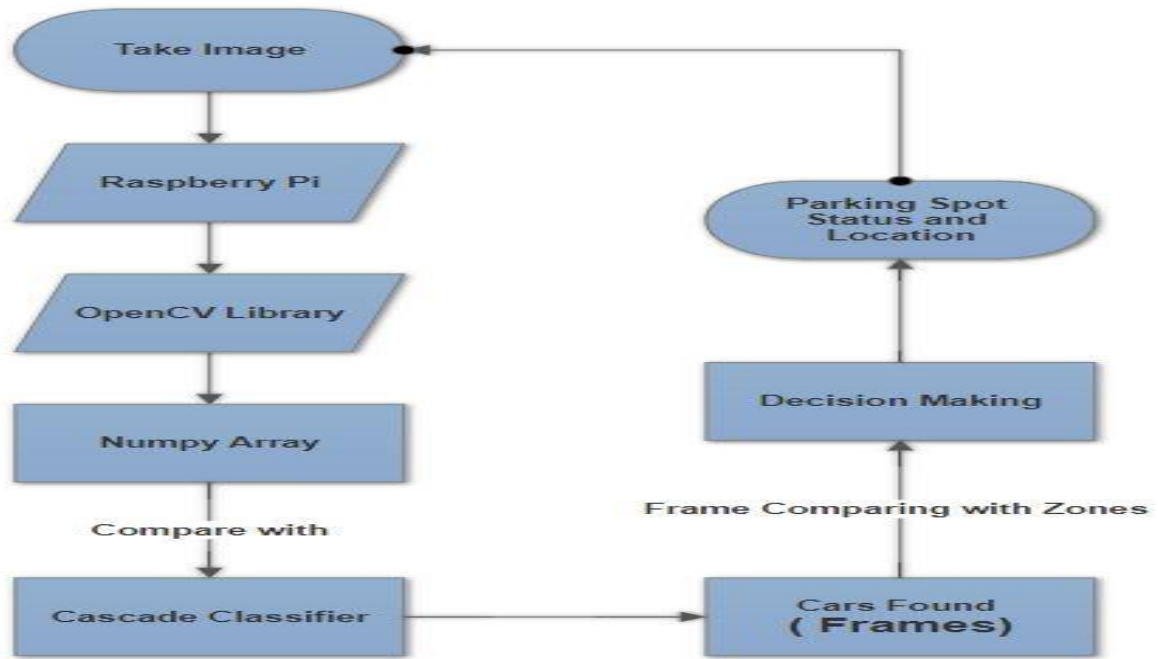 Take Image
Raspberry Pi
OpenCV Library
Numpy Array
Compare with
Cascade Classifier
Cars Found
( Frames)
Frame Comparing with Zones
Decision Making
Parking Spot
Status and
Location